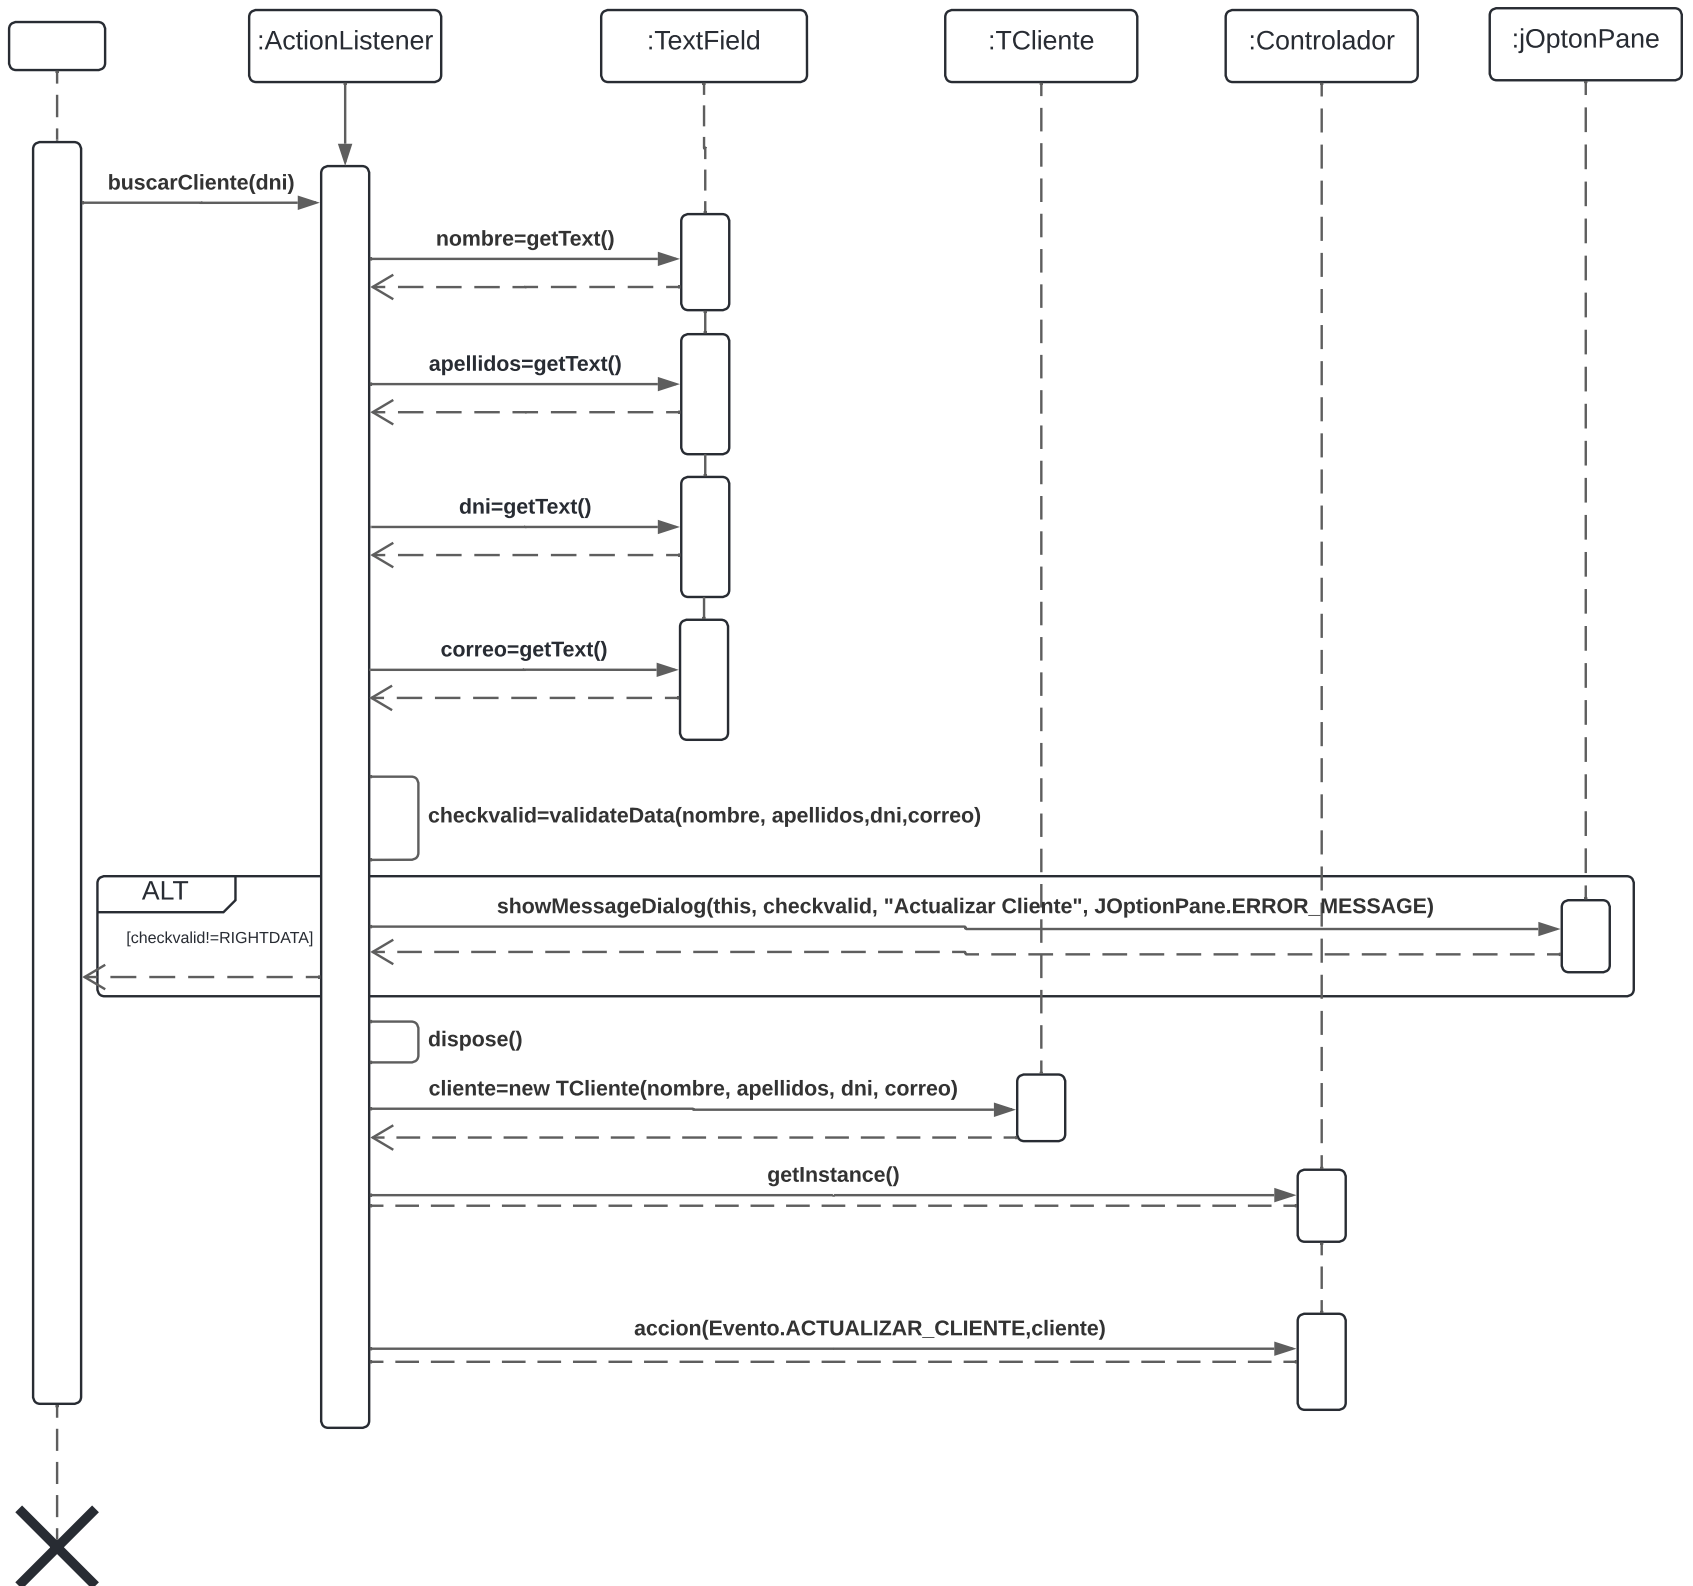 :ActionListener
:TextField
:TCliente
:Controlador
:jOptonPane
buscarCliente(dni)
nombre=getText()
apellidos=getText()
dni=getText()
correo=getText()
checkvalid=validateData(nombre, apellidos,dni,correo)
ALT
showMessageDialog(this, checkvalid, "Actualizar Cliente", JOptionPane.ERROR_MESSAGE)
[checkvalid!=RIGHTDATA]
dispose()
cliente=new TCliente(nombre, apellidos, dni, correo)
getInstance()
accion(Evento.ACTUALIZAR_CLIENTE,cliente)